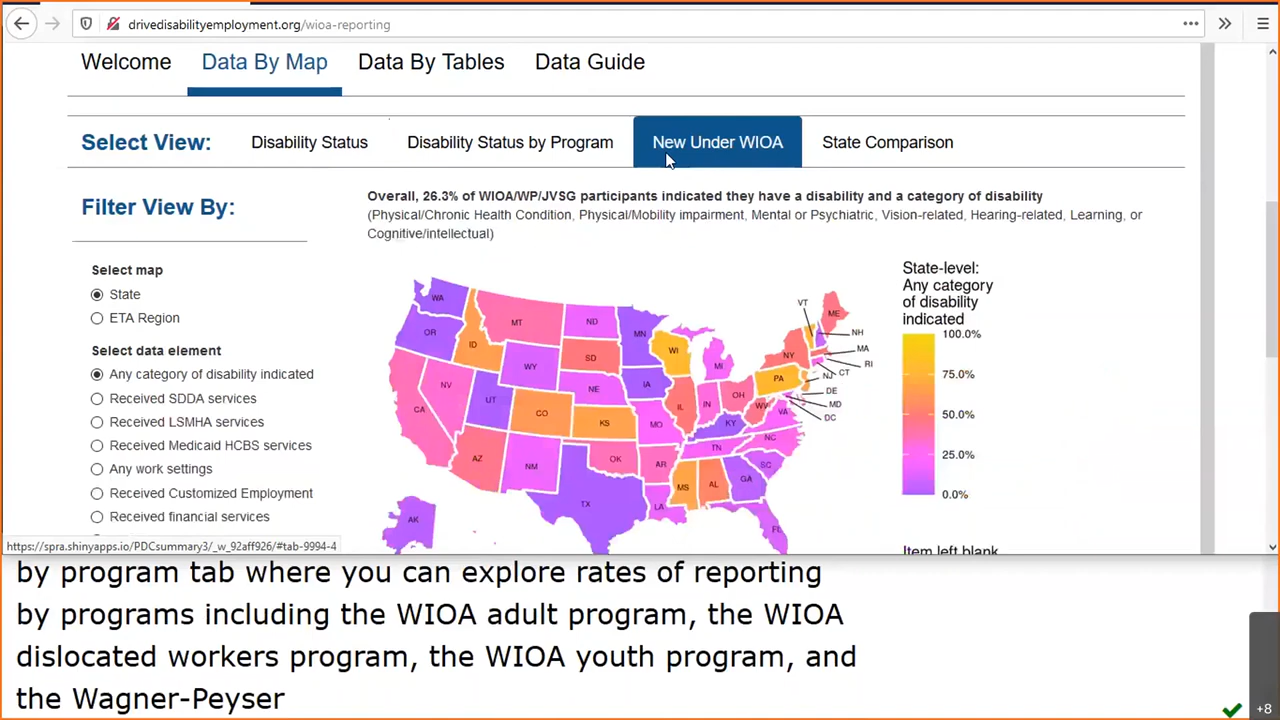 drivedisabilityemployment.org/wioa-reporting
Welcome Data By Map Data By Tables Data Guide
Select View: Disability Status Disability Status by Program New Under WIOA State Comparison
Filter View By:
Overall, 26.3% of WIOA/WP/JVSG participants indicated they have a disability and a category of disability
(Physical/Chronic Health Condition, Physical/Mobility impairment, Mental or Psychiatric, Vision-related, Hearing-related, Learning, or
Cognitive/intellectual)
Select map
State
ETA Region
Select data element
Any category of disability indicated
Received SDDA services
Received LSMHA services
Received Medicaid HCBS services
Any work settings
Received Customized Employment
Received financial services
WA
OR
ID
MT
ND
MN
WI
MI
VT
ME
NH
MA
RI
CT
NY
NJ
DE
MD
DC
PA
SD
WY
NE
IA
IL
IN
OH
WV
VA
CA
NV
UT
CO
KS
MO
KY
NC
TN
SC
AZ
NM
OK
AR
MS
AL
GA
TX
LA
FL
AK
State-level:
Any category
of disability
indicated
100.0%
75.0%
50.0%
25.0%
0.0%
Item left blank
https://spra.shinyapps.io/PDCsummary3/_w_92aff926/#tab-9994-4
by program tab where you can explore rates of reporting
by programs including the WIOA adult program, the WIOA
dislocated workers program, the WIOA youth program, and
the Wagner-Peyser
+8